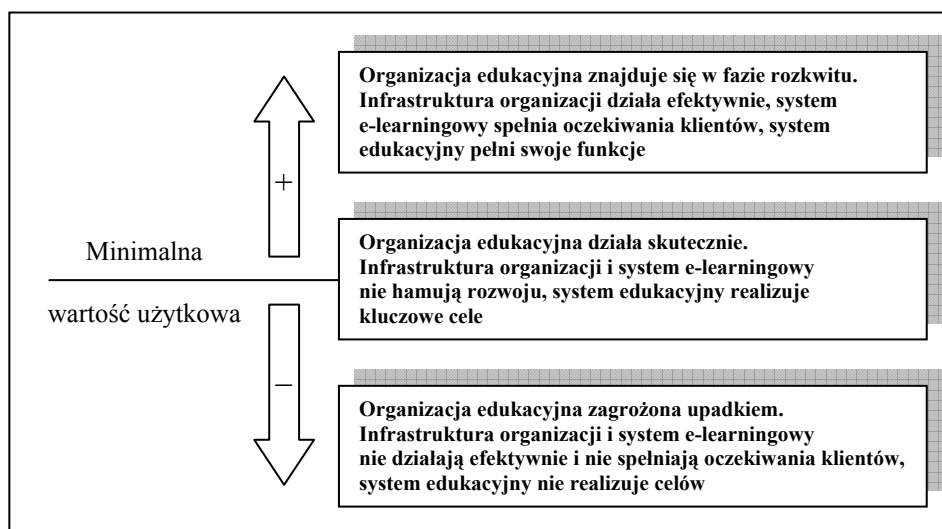 Organizacja edukacyjna znajduje się w fazie rozkwitu.
Infrastruktura organizacji działa efektywnie, system
e-learningowy spełnia oczekiwania klientów, system
edukacyjny pełni swoje funkcje
+
Minimalna
wartość użytkowa
Organizacja edukacyjna działa skutecznie.
Infrastruktura organizacji i system e-learningowy
nie hamują rozwoju, system edukacyjny realizuje
kluczowe cele
–
Organizacja edukacyjna zagrożona upadkiem.
Infrastruktura organizacji i system e-learningowy
nie działają efektywnie i nie spełniają oczekiwania klientów,
system edukacyjny nie realizuje celów